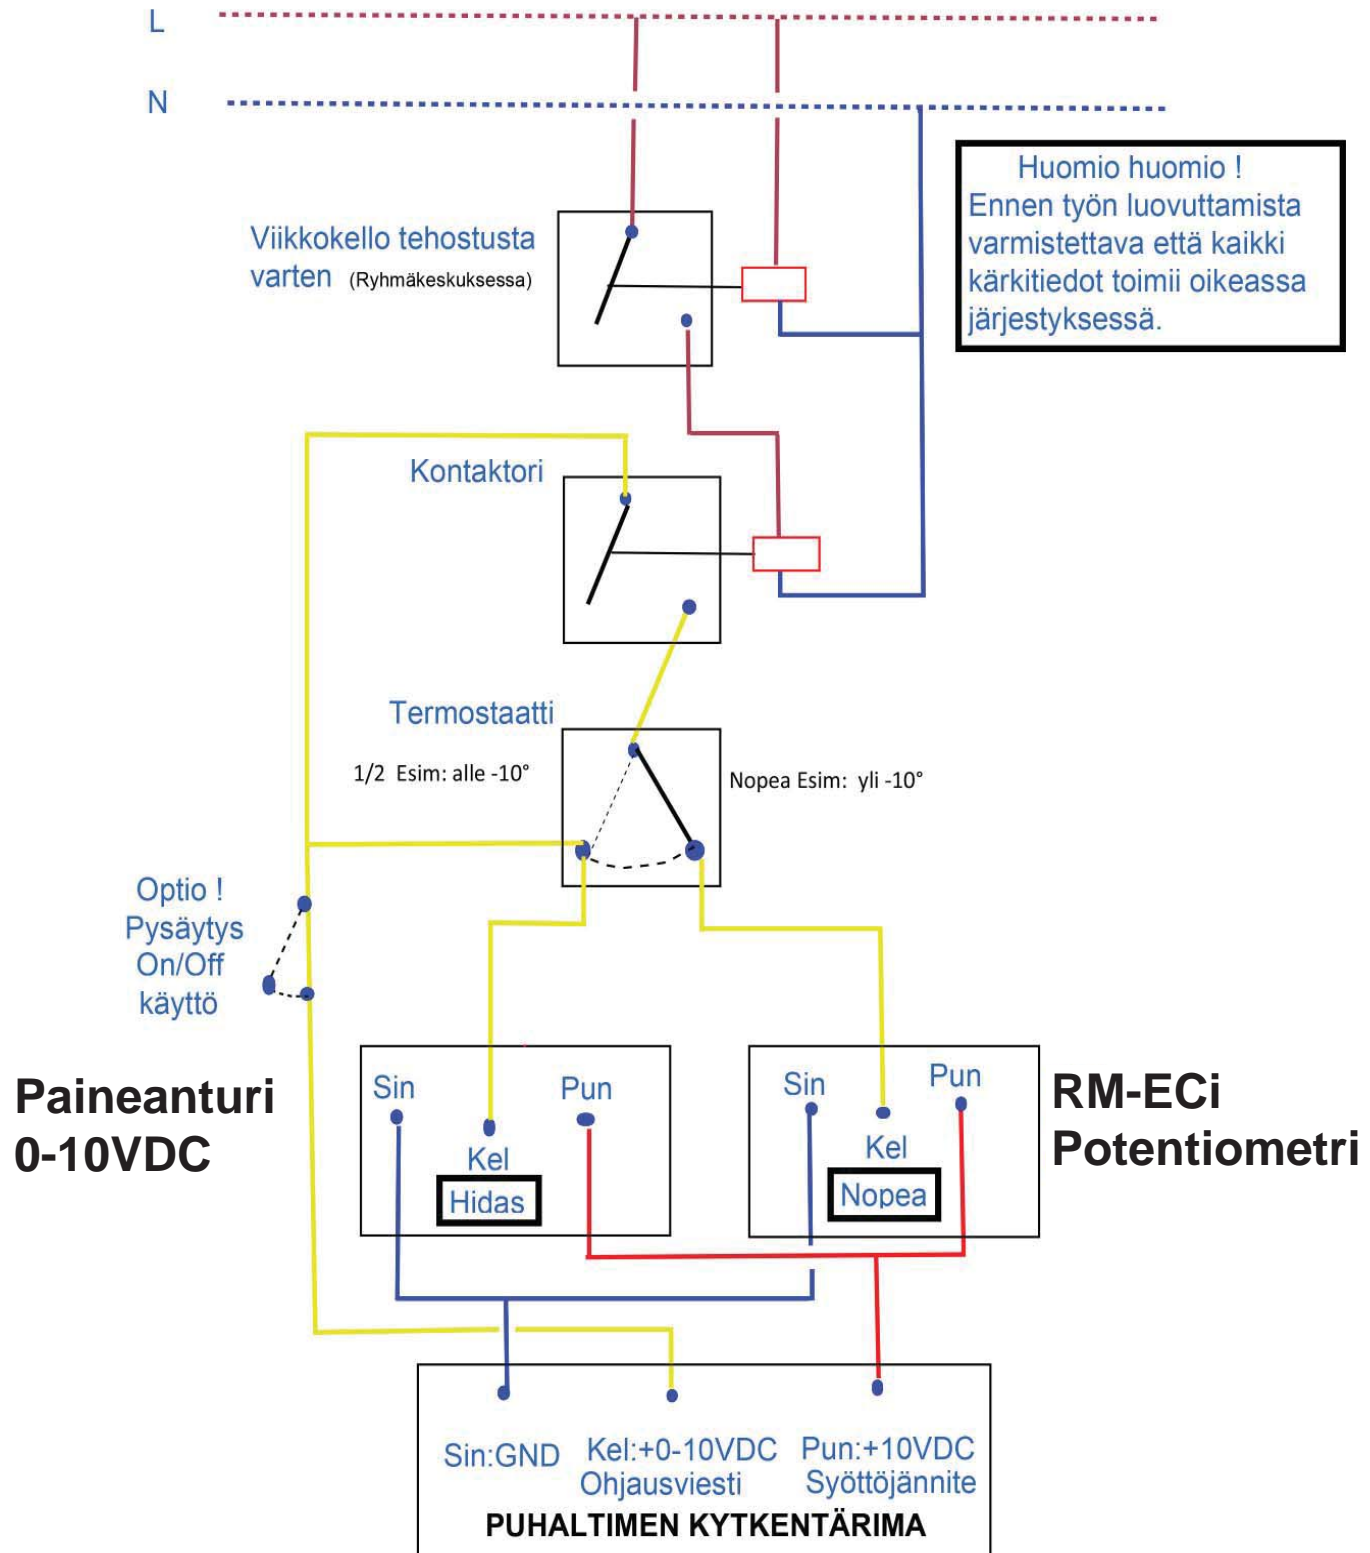 L
N
Huomio huomio !
Ennen työn luovuttamista
varmistettava että kaikki
kärkitiedot toimii oikeassa
järjestyksessä.
Viikkokello tehostusta
varten (Ryhmäkeskuksessa)
Kontaktori
Termostaatti
1/2 Esim: alle -10°
Nopea Esim: yli -10°
Optio !
Pysäytys
On/Off
käyttö
Paineanturi
0-10VDC
Sin
Pun
Kel
Hidas
Sin
Pun
Kel
Nopea
RM-ECi
Potentiometri
Sin:GND
Kel:+0-10VDC
Ohjausviesti
Pun:+10VDC
Syöttöjännite
PUHALTIMEN KYTKENTÄRIMA